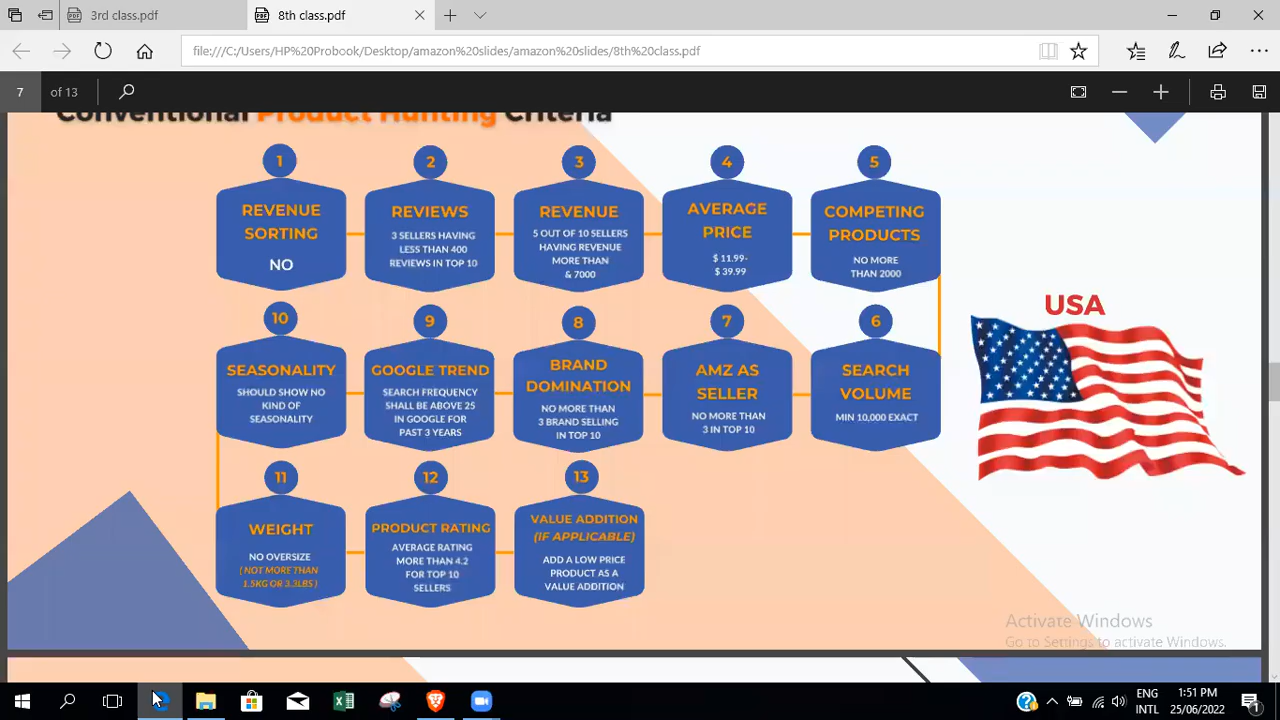 3rd class.pdf
8th class.pdf
file:///C:/Users/HP%20Probook/Desktop/amazon%20slides/amazon%20slides/8th%20class.pdf
7 of 13
Conventional Product Hunting Criteria
1
REVENUE
SORTING
NO
2
REVIEWS
3 SELLERS HAVING
LESS THAN 400
REVIEWS IN TOP 10
3
REVENUE
5 OUT OF 10 SELLERS
HAVING REVENUE
MORE THAN
& 7000
4
AVERAGE
PRICE
$ 11.99-
$ 39.99
5
COMPETING
PRODUCTS
NO MORE
THAN 2000
USA
6
SEARCH
VOLUME
MIN 10,000 EXACT
7
AMZ AS
SELLER
NO MORE THAN
3 IN TOP 10
8
BRAND
DOMINATION
NO MORE THAN
3 BRAND SELLING
IN TOP 10
9
GOOGLE TREND
SEARCH FREQUENCY
SHALL BE ABOVE 25
IN GOOGLE FOR
PAST 3 YEARS
10
SEASONALITY
SHOULD SHOW NO
KIND OF
SEASONALITY
11
WEIGHT
NO OVERSIZE
( NOT MORE THAN
1.5KG OR 3.3LBS )
12
PRODUCT RATING
AVERAGE RATING
MORE THAN 4.2
FOR TOP 10
SELLERS
13
VALUE ADDITION
(IF APPLICABLE)
ADD A LOW PRICE
PRODUCT AS A
VALUE ADDITION
Activate Windows
Go to Settings to activate Windows.
ENG
INTL
1:51 PM
25/06/2022
1